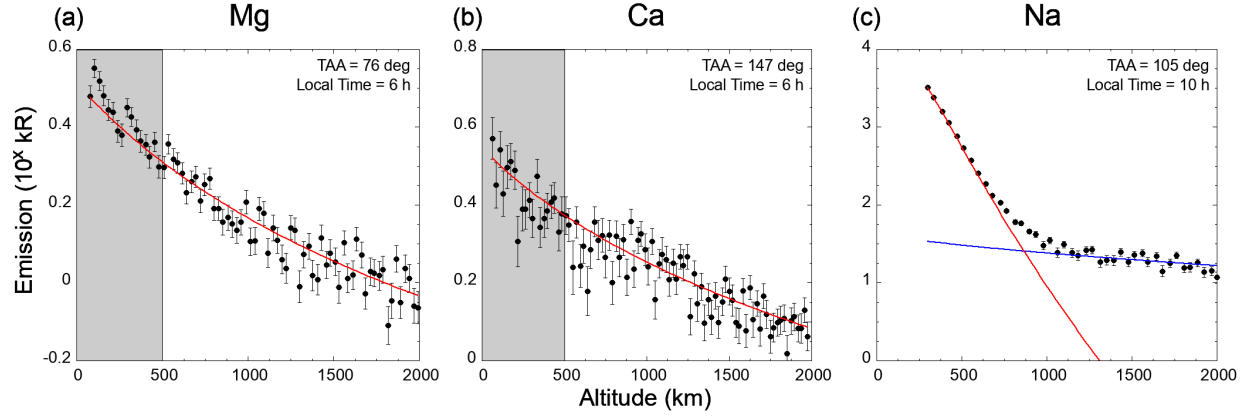 (a) Mg
(b) Ca
(c) Na
Emission (10ˣ kR)
0.6
0.4
0.2
0
-0.2
TAA = 76 deg
Local Time = 6 h
0 500 1000 1500 2000
0.8
0.6
0.4
0.2
0
TAA = 147 deg
Local Time = 6 h
0 500 1000 1500 2000
4
3
2
1
0
TAA = 105 deg
Local Time = 10 h
0 500 1000 1500 2000
Altitude (km)